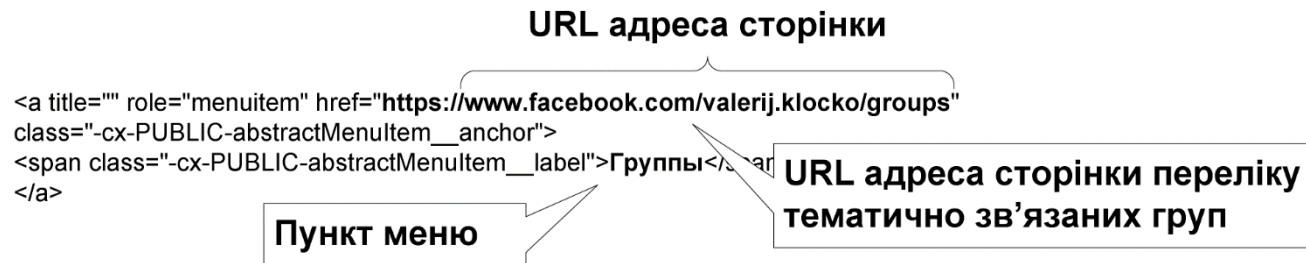 URL адреса сторінки
<a title="" role="menuitem" href="https://www.facebook.com/valerij.klocko/groups"
class="-cx-PUBLIC-abstractMenuItem__anchor">
<span class="-cx-PUBLIC-abstractMenuItem__label">Группы</span
</a>
URL адреса сторінки переліку
тематично зв’язаних груп
Пункт меню